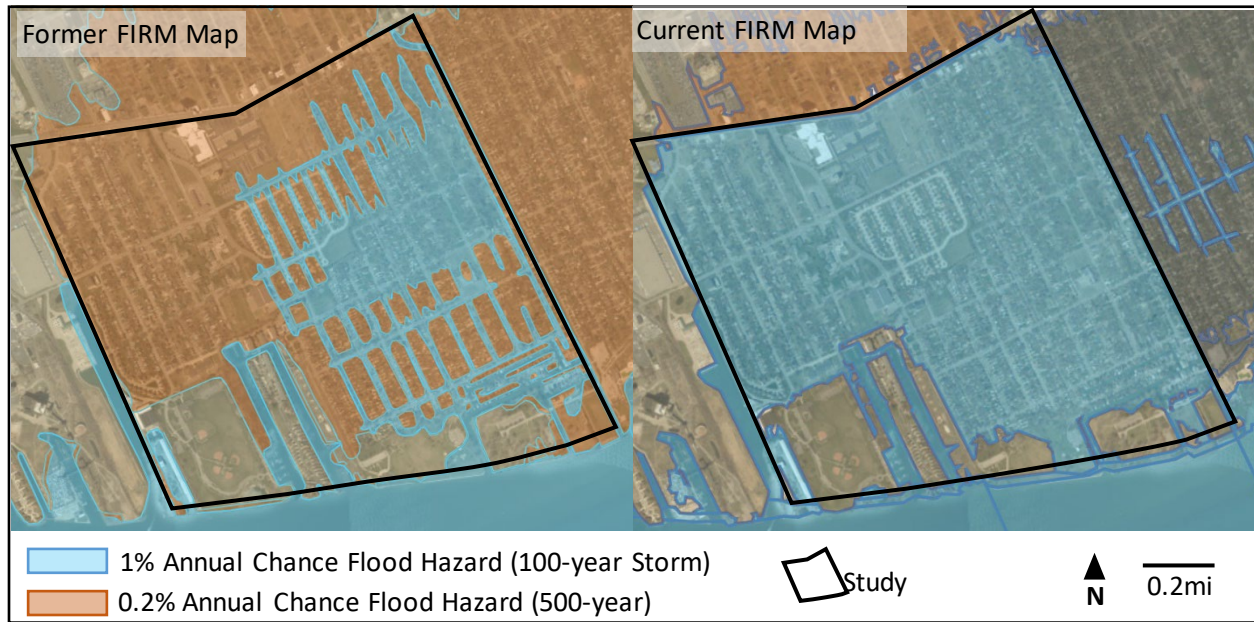 Former FIRM Map
Current FIRM Map
1% Annual Chance Flood Hazard (100-year Storm)
0.2% Annual Chance Flood Hazard (500-year)
Study
N
0.2mi